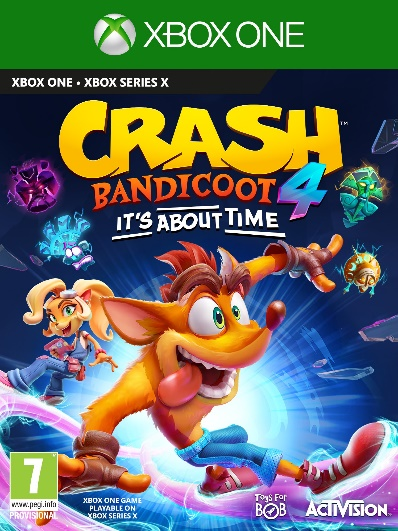 XBOX ONE
XBOX ONE • XBOX SERIES X
CRASH™
BANDICOOT 4
IT'S ABOUT TIME
7
www.pegi.info
PROVISIONAL
XBOX ONE GAME
PLAYABLE ON
XBOX SERIES X
TOYS FOR
BOB
ACTIVISION